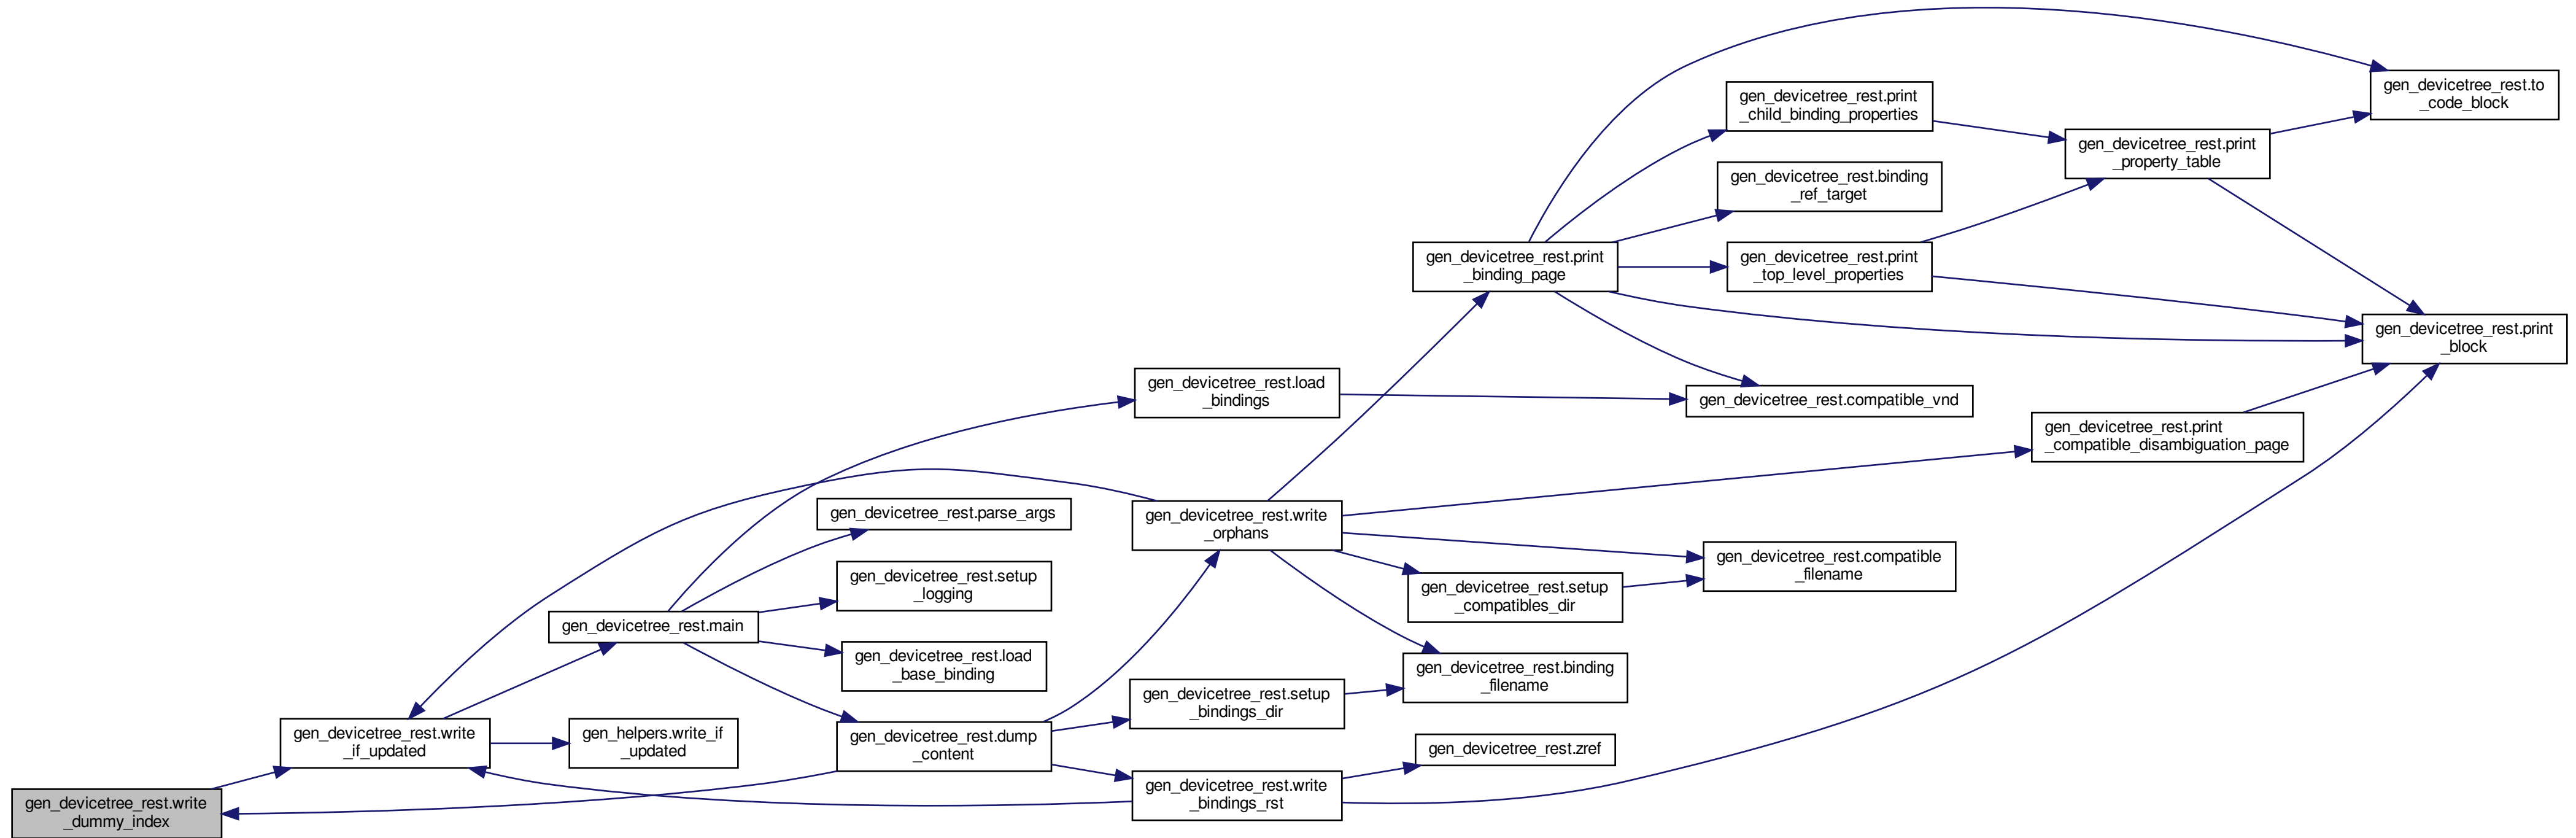 gen_devicetree_rest.to
_code_block
gen_devicetree_rest.print
_child_binding_properties
gen_devicetree_rest.print
_property_table
gen_devicetree_rest.binding
_ref_target
gen_devicetree_rest.print
_binding_page
gen_devicetree_rest.print
_top_level_properties
gen_devicetree_rest.print
_block
gen_devicetree_rest.load
_bindings
gen_devicetree_rest.compatible_vnd
gen_devicetree_rest.print
_compatible_disambiguation_page
gen_devicetree_rest.parse_args
gen_devicetree_rest.write
_orphans
gen_devicetree_rest.compatible
_filename
gen_devicetree_rest.setup
_logging
gen_devicetree_rest.setup
_compatibles_dir
gen_devicetree_rest.main
gen_devicetree_rest.load
_base_binding
gen_devicetree_rest.binding
_filename
gen_devicetree_rest.setup
_bindings_dir
gen_devicetree_rest.write
_if_updated
gen_helpers.write_if
_updated
gen_devicetree_rest.dump
_content
gen_devicetree_rest.zref
gen_devicetree_rest.write
_bindings_rst
gen_devicetree_rest.write
_dummy_index